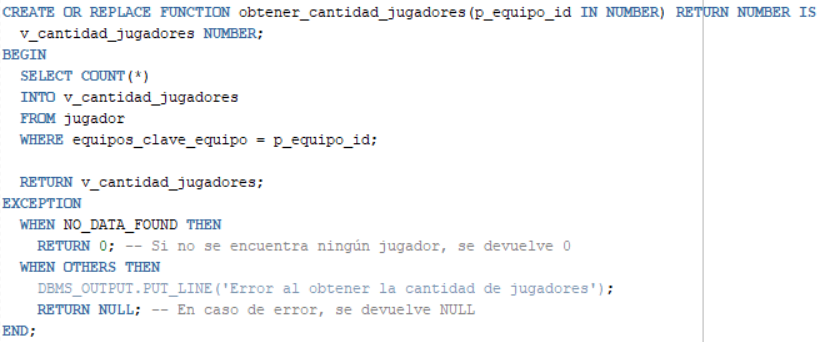 CREATE OR REPLACE FUNCTION obtener_cantidad_jugadores(p_equipo_id IN NUMBER) RETURN NUMBER IS
  v_cantidad_jugadores NUMBER;
BEGIN
  SELECT COUNT(*)
  INTO v_cantidad_jugadores
  FROM jugador
  WHERE equipos_clave_equipo = p_equipo_id;

  RETURN v_cantidad_jugadores;
EXCEPTION
  WHEN NO_DATA_FOUND THEN
    RETURN 0; -- Si no se encuentra ningún jugador, se devuelve 0
  WHEN OTHERS THEN
    DBMS_OUTPUT.PUT_LINE('Error al obtener la cantidad de jugadores');
    RETURN NULL; -- En caso de error, se devuelve NULL
END;